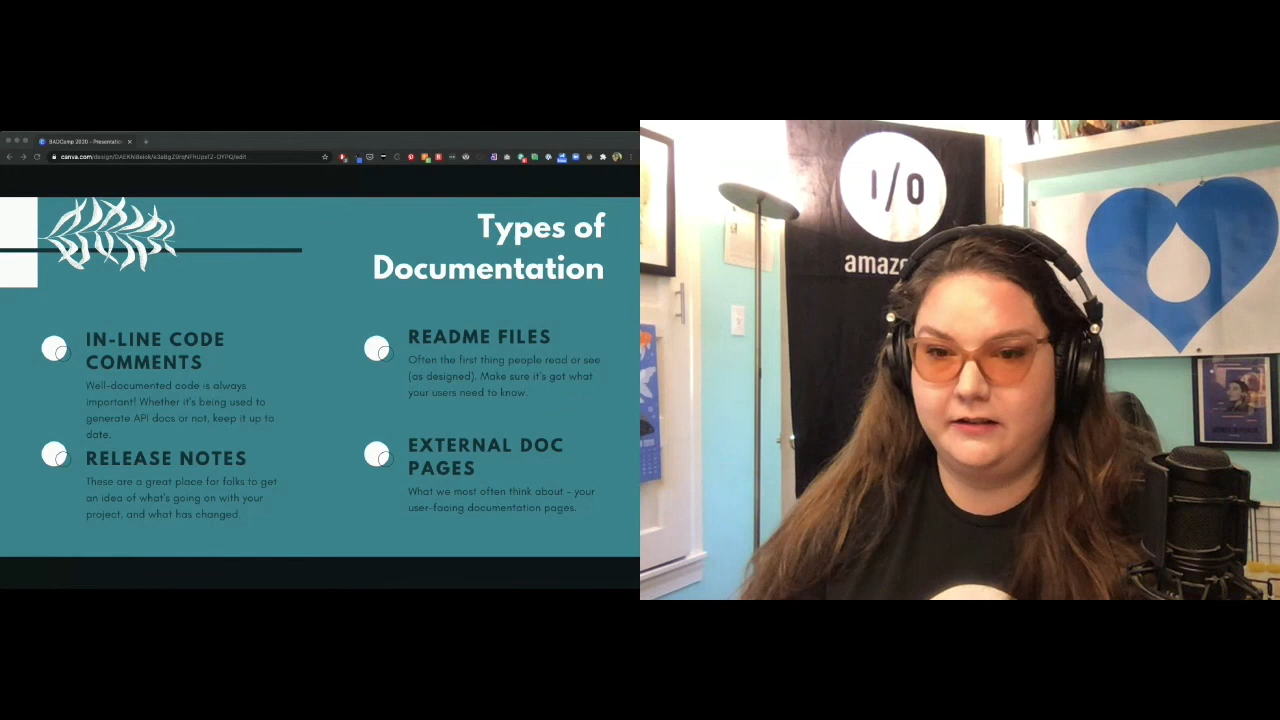 BADCamp 2020 - Presentation
Types of
Documentation
IN-LINE CODE
COMMENTS
Well-documented code is always
important! Whether it's being used to
generate API docs or not, keep it up to
date.
RELEASE NOTES
These are a great place for folks to get
an idea of what's going on with your
project, and what has changed.
README FILES
Often the first thing people read or see
(as designed). Make sure it's got what
your users need to know.
EXTERNAL DOC
PAGES
What we most often think about - your
user-facing documentation pages.
I/O